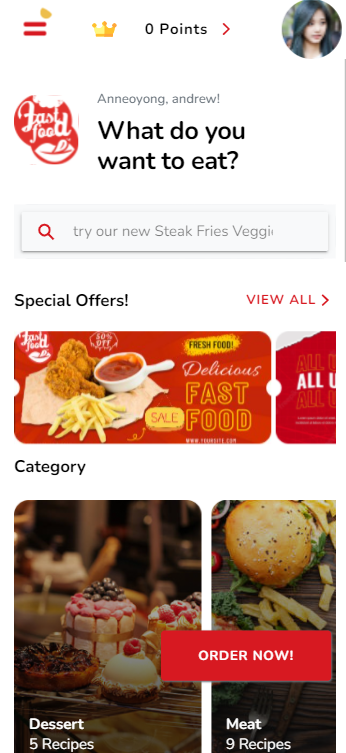 0 Points
Anneoyong, andrew!
Fast
food
What do you
want to eat?
try our new Steak Fries Veggi
Special Offers!
VIEW ALL
Fast
food
50%
OFF
FRESH FOOD!
Delicious
FAST
FOOD
SALE
WWW.YOURSITE.COM
ALL
ALL U
ALL
Category
ORDER NOW!
Dessert
5 Recipes
Meat
9 Recipes